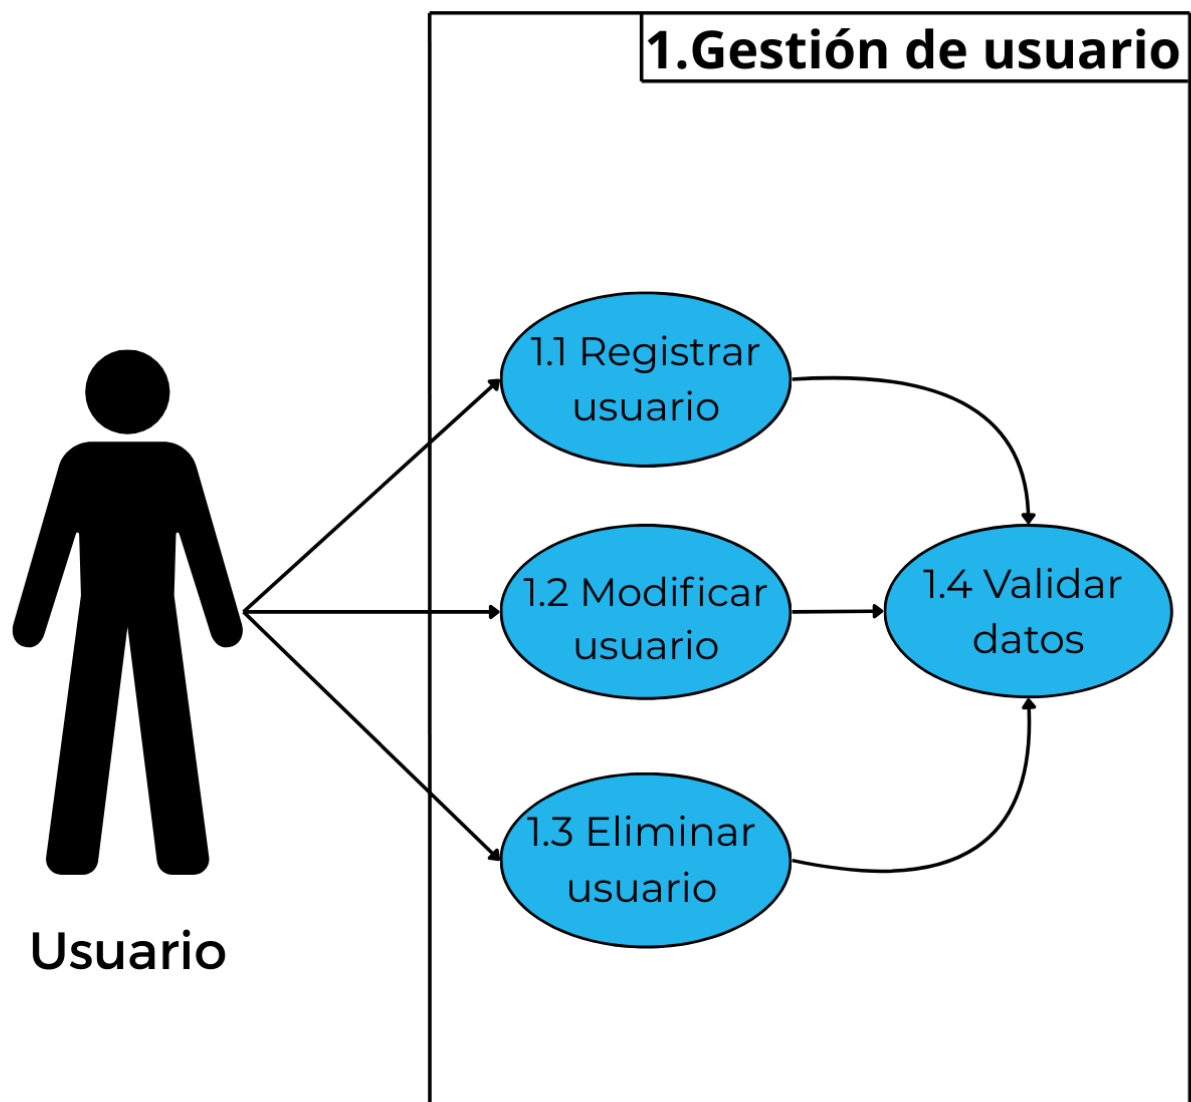 1.Gestión de usuario
1.1 Registrar
usuario
1.2 Modificar
usuario
1.4 Validar
datos
1.3 Eliminar
usuario
Usuario